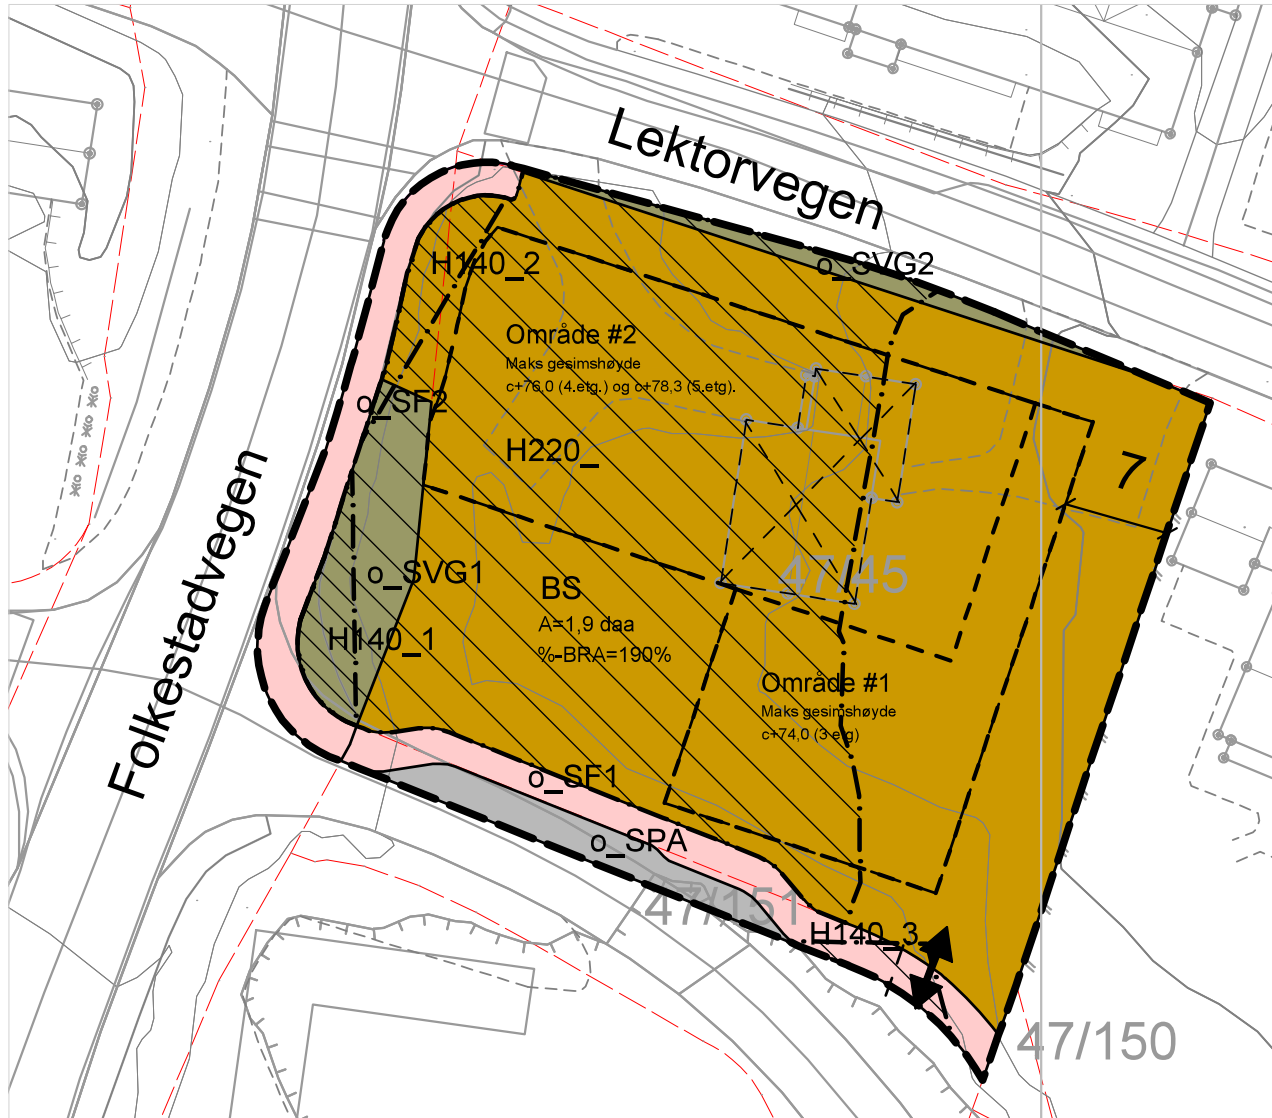 Lektorvegen
H140_2
o_SVG2
Område #2
Maks gesimshøyde
c+76,0 (4.etg.) og c+78,3 (5.etg).
o_SF2
H220_
7
Folkestadvegen
o_SVG1
47/45
BS
A=1,9 daa
%-BRA=190%
H140_1
Område #1
Maks gesimshøyde
c+74,0 (3 etg)
o_SF1
o_SPA
47/151
H140_3
47/150